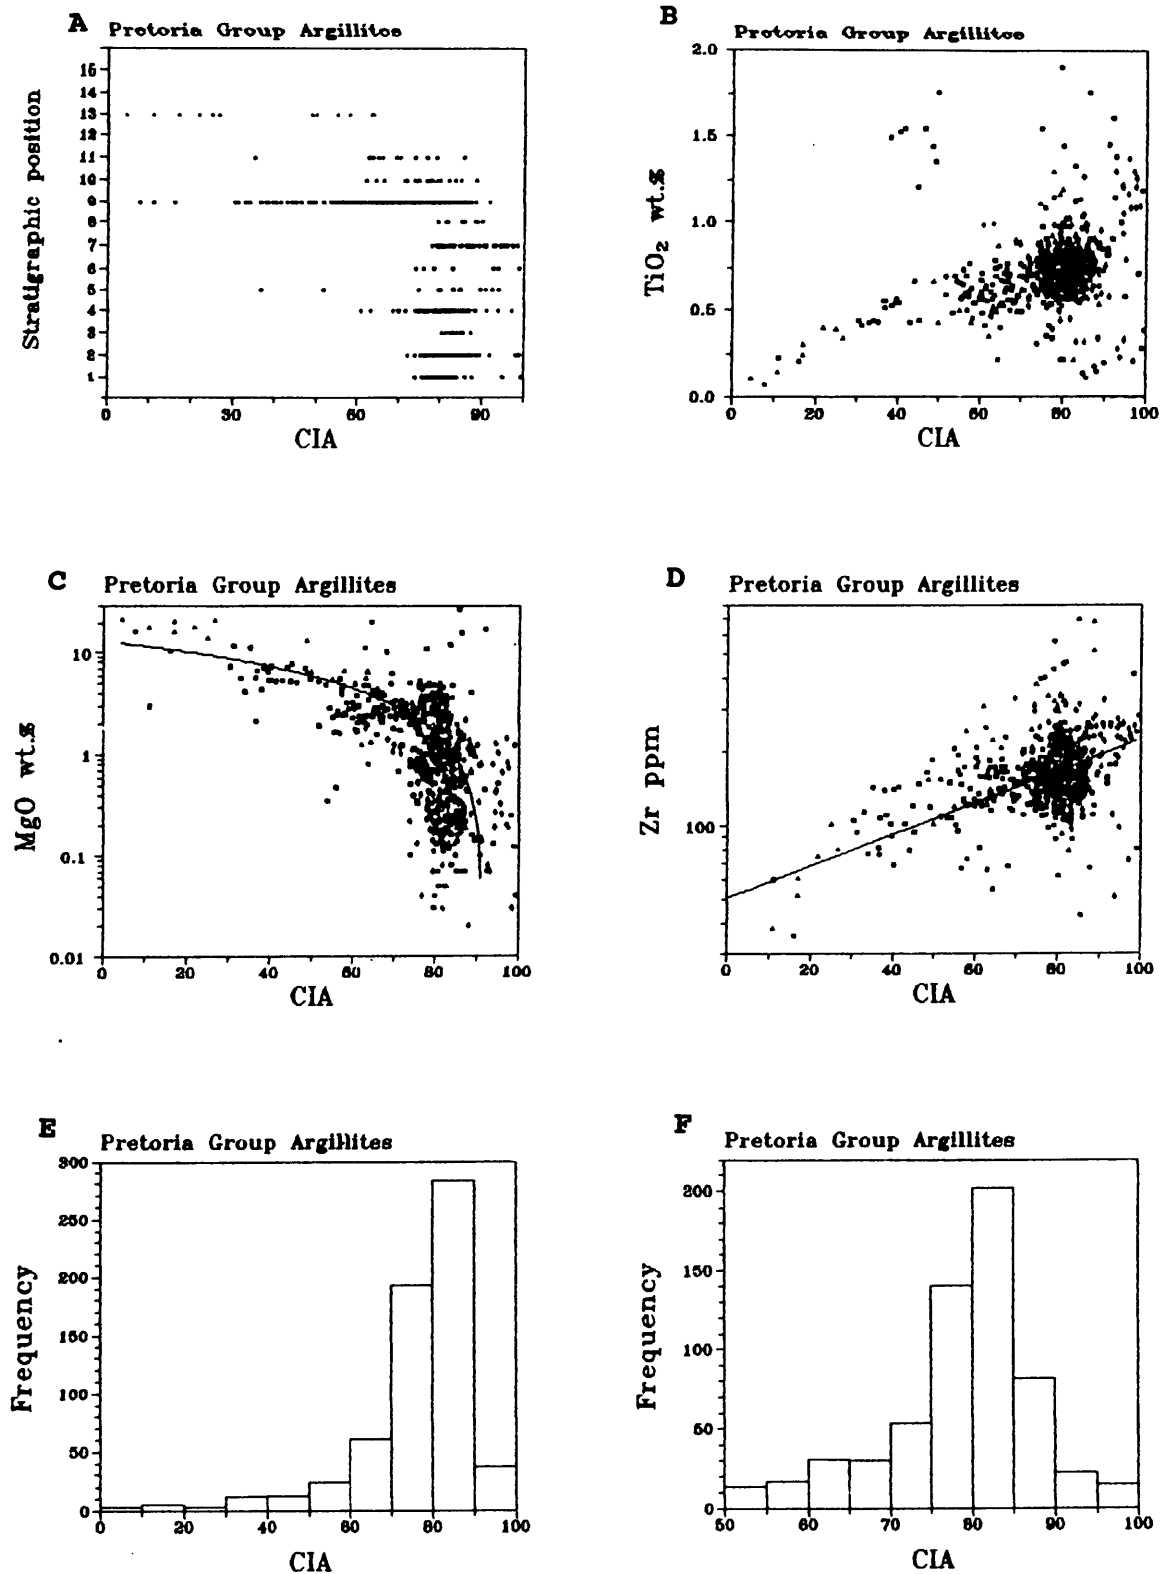 A
Pretoria Group Argillites
Stratigraphic position
15
14
13
12
11
10
9
8
7
6
5
4
3
2
1
0 30 60 90
CIA
B
Pretoria Group Argillites
TiO2 wt.%
2.0
1.5
1.0
0.5
0.0
0 20 40 60 80 100
CIA
C
Pretoria Group Argillites
MgO wt.%
10
1
0.1
0.01
0 20 40 60 80 100
CIA
D
Pretoria Group Argillites
Zr ppm
100
0 20 40 60 80 100
CIA
E
Pretoria Group Argillites
Frequency
300
250
200
150
100
50
0
0 20 40 60 80 100
CIA
F
Pretoria Group Argillites
Frequency
200
150
100
50
0
50 60 70 80 90 100
CIA